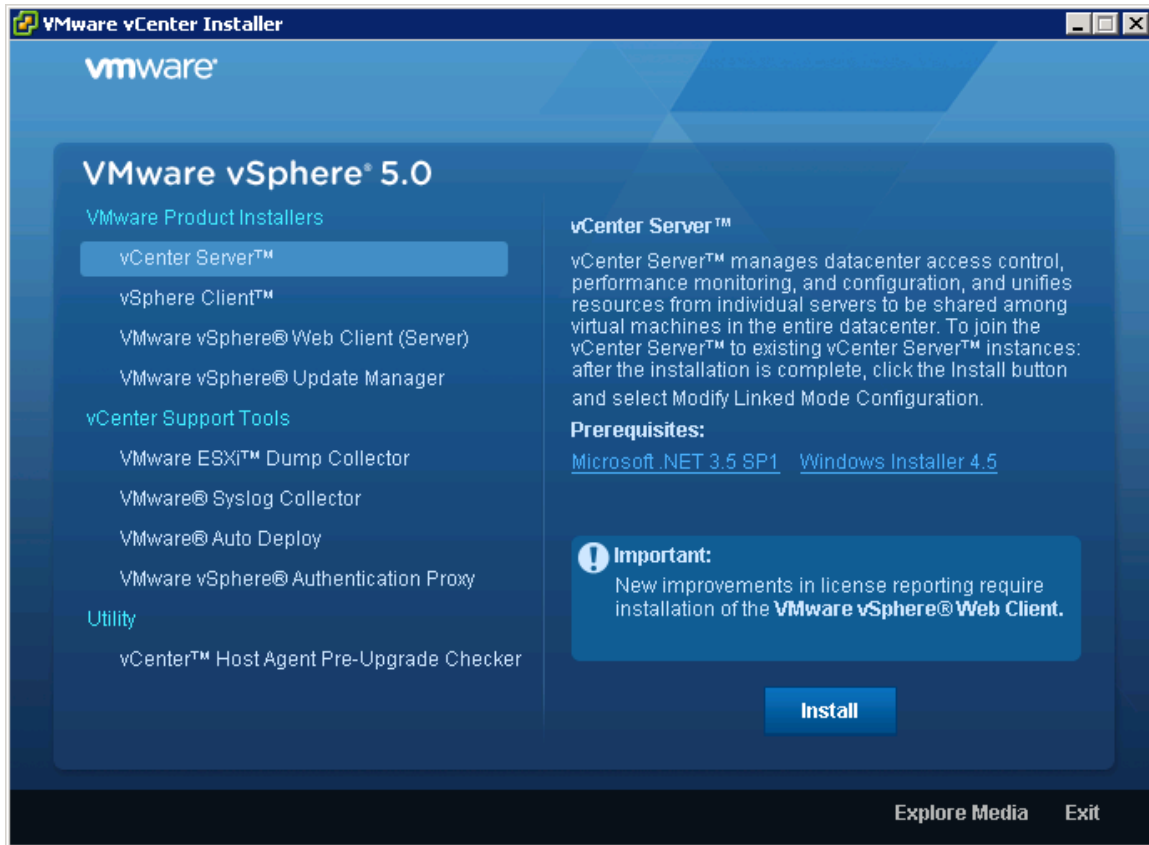 VMware vCenter Installer
vmware
VMware vSphere® 5.0
VMware Product Installers
vCenter Server™
vSphere Client™
VMware vSphere® Web Client (Server)
VMware vSphere® Update Manager
vCenter Support Tools
VMware ESXi™ Dump Collector
VMware® Syslog Collector
VMware® Auto Deploy
VMware vSphere® Authentication Proxy
Utility
vCenter™ Host Agent Pre-Upgrade Checker
vCenter Server™
vCenter Server™ manages datacenter access control,
performance monitoring, and configuration, and unifies
resources from individual servers to be shared among
virtual machines in the entire datacenter. To join the
vCenter Server™ to existing vCenter Server™ instances:
after the installation is complete, click the Install button
and select Modify Linked Mode Configuration.
Prerequisites:
Microsoft .NET 3.5 SP1 Windows Installer 4.5
Important:
New improvements in license reporting require
installation of the VMware vSphere® Web Client.
Install
Explore Media Exit